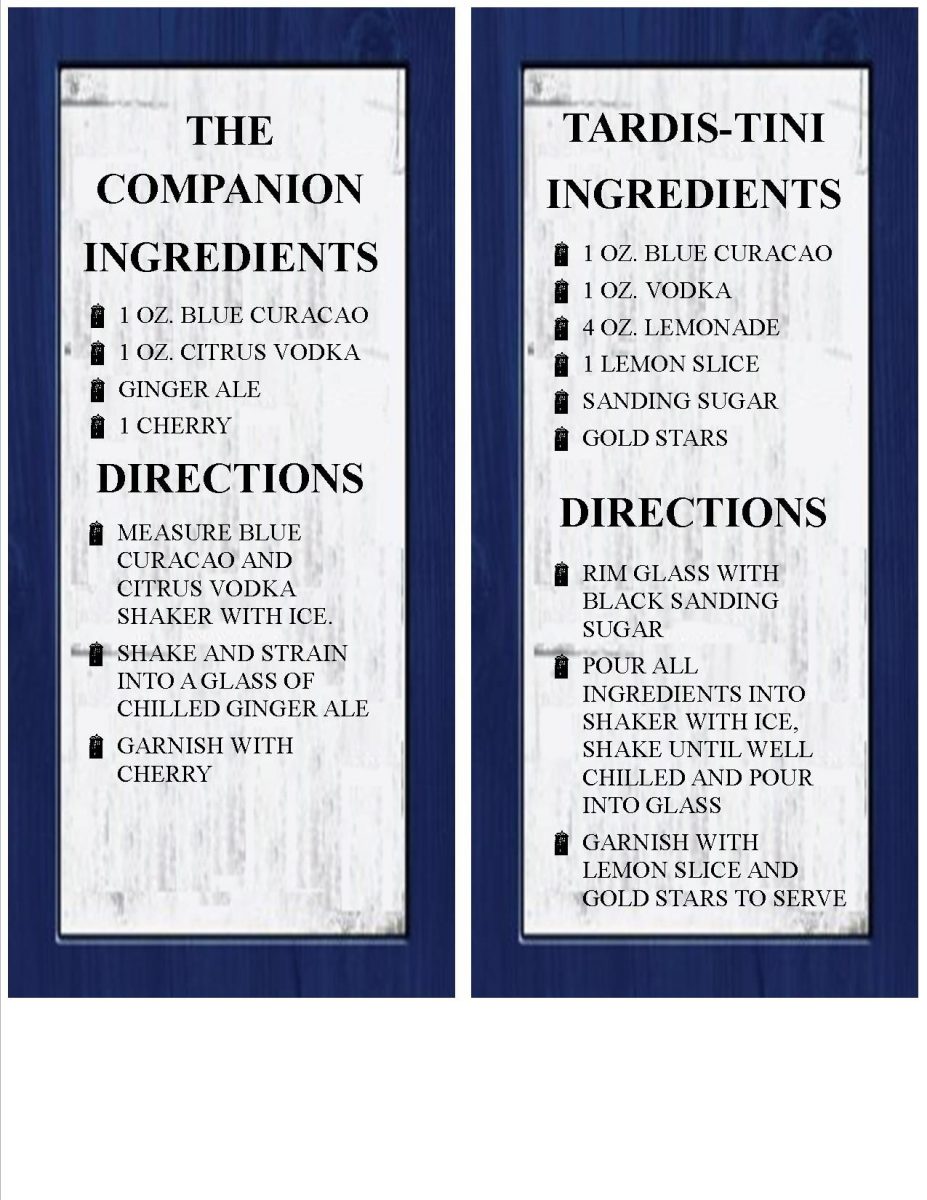 THE
COMPANION
INGREDIENTS
1 OZ. BLUE CURACAO
1 OZ. CITRUS VODKA
GINGER ALE
1 CHERRY
DIRECTIONS
MEASURE BLUE
CURACAO AND
CITRUS VODKA
SHAKER WITH ICE.
SHAKE AND STRAIN
INTO A GLASS OF
CHILLED GINGER ALE
GARNISH WITH
CHERRY
TARDIS-TINI
INGREDIENTS
1 OZ. BLUE CURACAO
1 OZ. VODKA
4 OZ. LEMONADE
1 LEMON SLICE
SANDING SUGAR
GOLD STARS
DIRECTIONS
RIM GLASS WITH
BLACK SANDING
SUGAR
POUR ALL
INGREDIENTS INTO
SHAKER WITH ICE,
SHAKE UNTIL WELL
CHILLED AND POUR
INTO GLASS
GARNISH WITH
LEMON SLICE AND
GOLD STARS TO SERVE